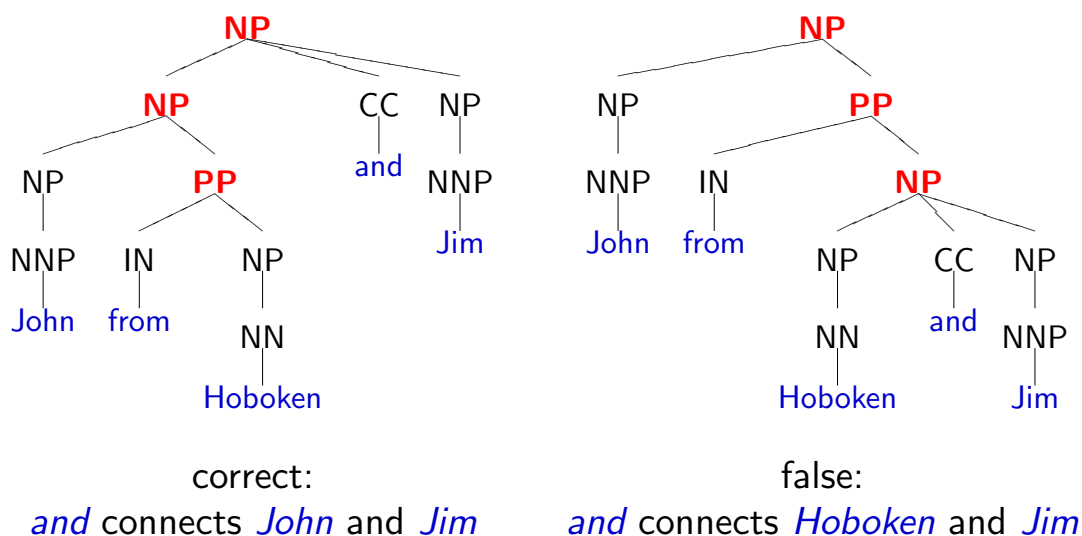 NP NP
NP CC NP NP PP
and
NP PP NNP NNP IN NP
Jim John from
NNP IN NP NP CC NP
John from and
NN NN NNP
Hoboken Hoboken Jim
correct: false:
and connects John and Jim and connects Hoboken and Jim